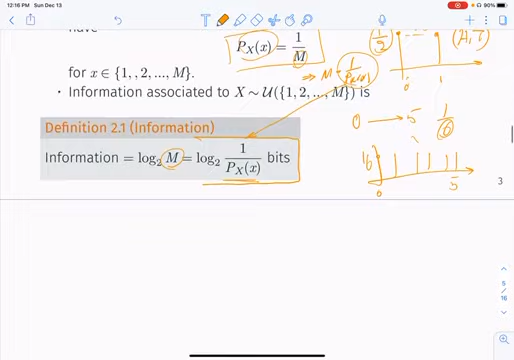 12:16 PM Sun Dec 13
have
P_X(x) = 1/M
1/2
(H, T)
⇒ M = 1/P_X(x)
0 1
for x ∈ {1, , 2, ..., M}.
• Information associated to X ∼ U({1, 2, ..., M}) is
0 → 5 1/6
Definition 2.1 (Information)
Information = log₂ M = log₂ 1/P_X(x) bits
1/6
0 5
3
5
of
16